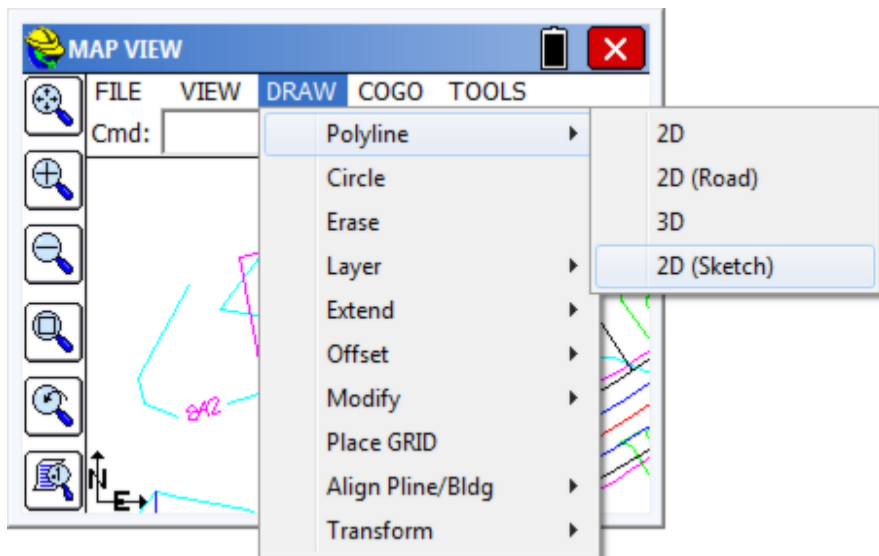 MAP VIEW
FILE VIEW DRAW COGO TOOLS
Cmd:
Polyline
Circle
Erase
Layer
Extend
Offset
Modify
Place GRID
Align Pline/Bldg
Transform
2D
2D (Road)
3D
2D (Sketch)
842
N
E